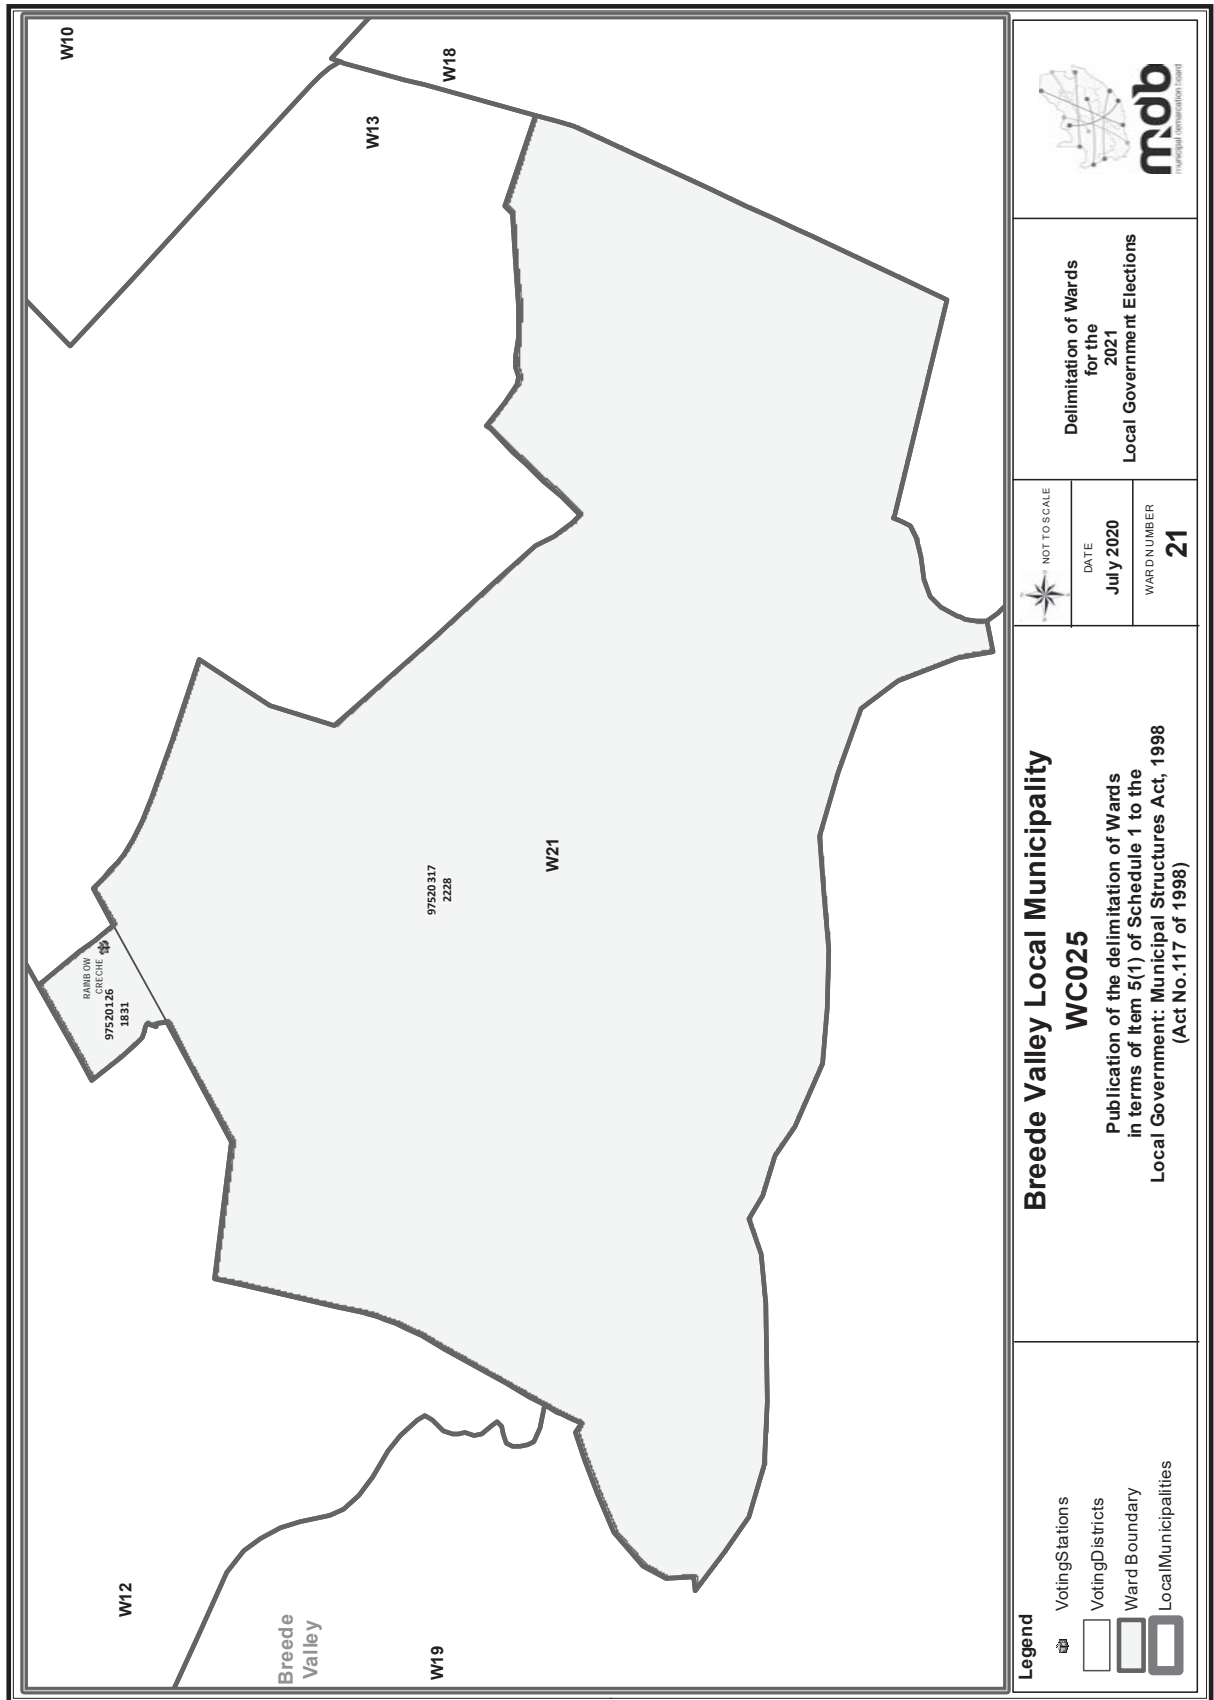 W10
W18
W13
RAINBOW
CRECHE
97520126
1831
97520317
2228
W21
W12
Breede
Valley
W19
Legend
VotingStations
VotingDistricts
Ward Boundary
LocalMunicipalities
Breede Valley Local Municipality
WC025
Publication of the delimitation of Wards
in terms of Item 5(1) of Schedule 1 to the
Local Government: Municipal Structures Act, 1998
(Act No.117 of 1998)
NOT TO SCALE
DATE
July 2020
WARD NUMBER
21
Delimitation of Wards
for the
2021
Local Government Elections
mdb
municipal demarcation board